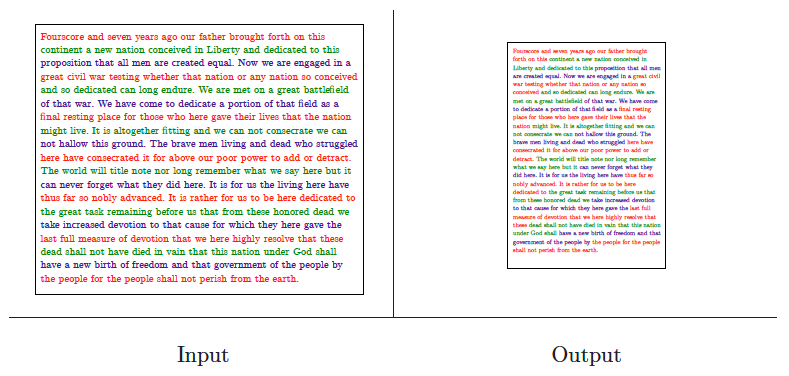 Fourscore and seven years ago our father brought forth on this
continent a new nation conceived in Liberty and dedicated to this
proposition that all men are created equal. Now we are engaged in a
great civil war testing whether that nation or any nation so conceived
and so dedicated can long endure. We are met on a great battlefield
of that war. We have come to dedicate a portion of that field as a
final resting place for those who here gave their lives that the nation
might live. It is altogether fitting and we can not consecrate we can
not hallow this ground. The brave men living and dead who struggled
here have consecrated it for above our poor power to add or detract.
The world will title note nor long remember what we say here but it
can never forget what they did here. It is for us the living here have
thus far so nobly advanced. It is rather for us to be here dedicated to
the great task remaining before us that from these honored dead we
take increased devotion to that cause for which they here gave the
last full measure of devotion that we here highly resolve that these
dead shall not have died in vain that this nation under God shall
have a new birth of freedom and that government of the people by
the people for the people shall not perish from the earth.
Input
Fourscore and seven years ago our father brought
forth on this continent a new nation conceived in
Liberty and dedicated to this proposition that all men
are created equal. Now we are engaged in a great civil
war testing whether that nation or any nation so
conceived and so dedicated can long endure. We are
met on a great battlefield of that war. We have come
to dedicate a portion of that field as a final resting
place for those who here gave their lives that the
nation might live. It is altogether fitting and we can
not consecrate we can not hallow this ground. The
brave men living and dead who struggled here have
consecrated it for above our poor power to add or
detract. The world will title note nor long remember
what we say here but it can never forget what they
did here. It is for us the living here have thus far so
nobly advanced. It is rather for us to be here
dedicated to the great task remaining before us that
from these honored dead we take increased devotion
to that cause for which they here gave the last full
measure of devotion that we here highly resolve that
these dead shall not have died in vain that this nation
under God shall have a new birth of freedom and that
government of the people by the people for the people
shall not perish from the earth.
Output